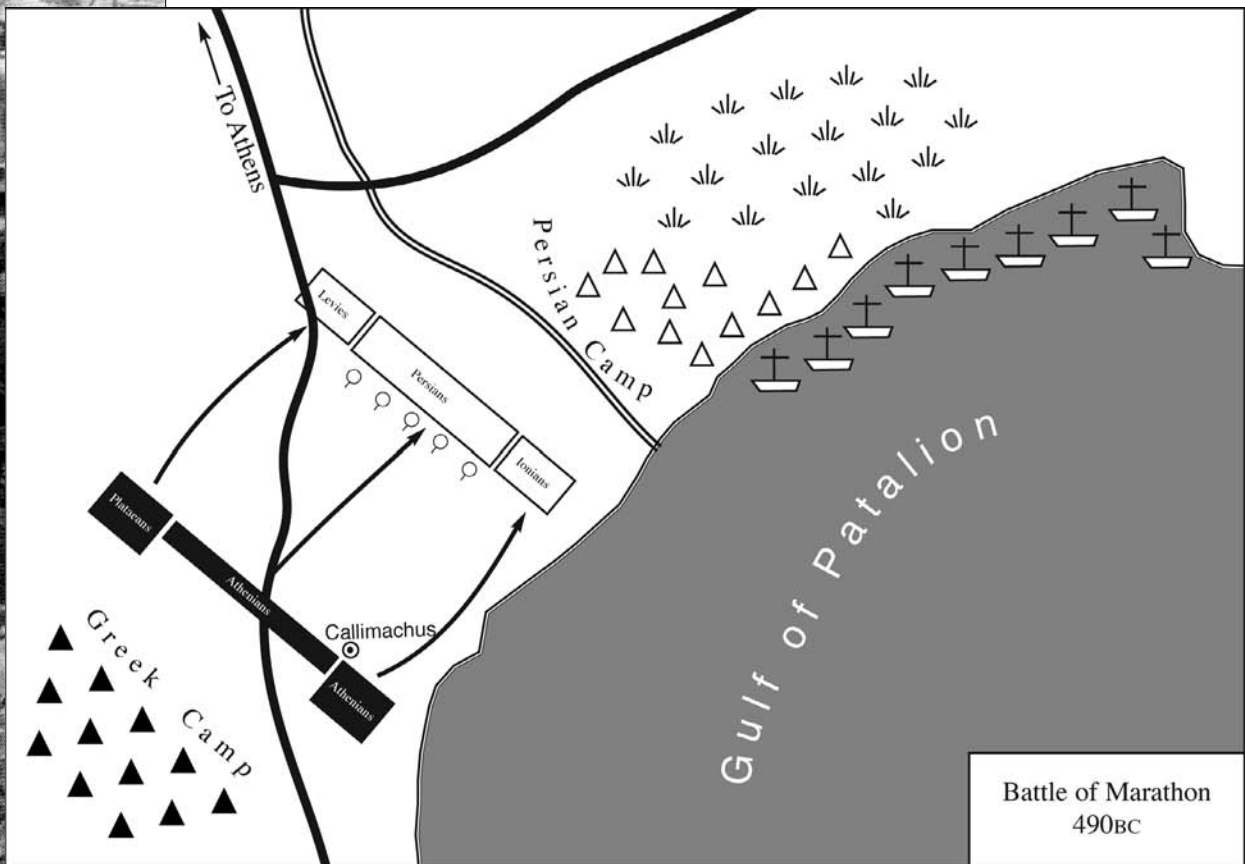 To Athens
Persian Camp
Levies
Persians
Ionians
Plataeans
Athenians
Callimachus
Athenians
Greek Camp
Gulf of Patalion
Battle of Marathon
490BC